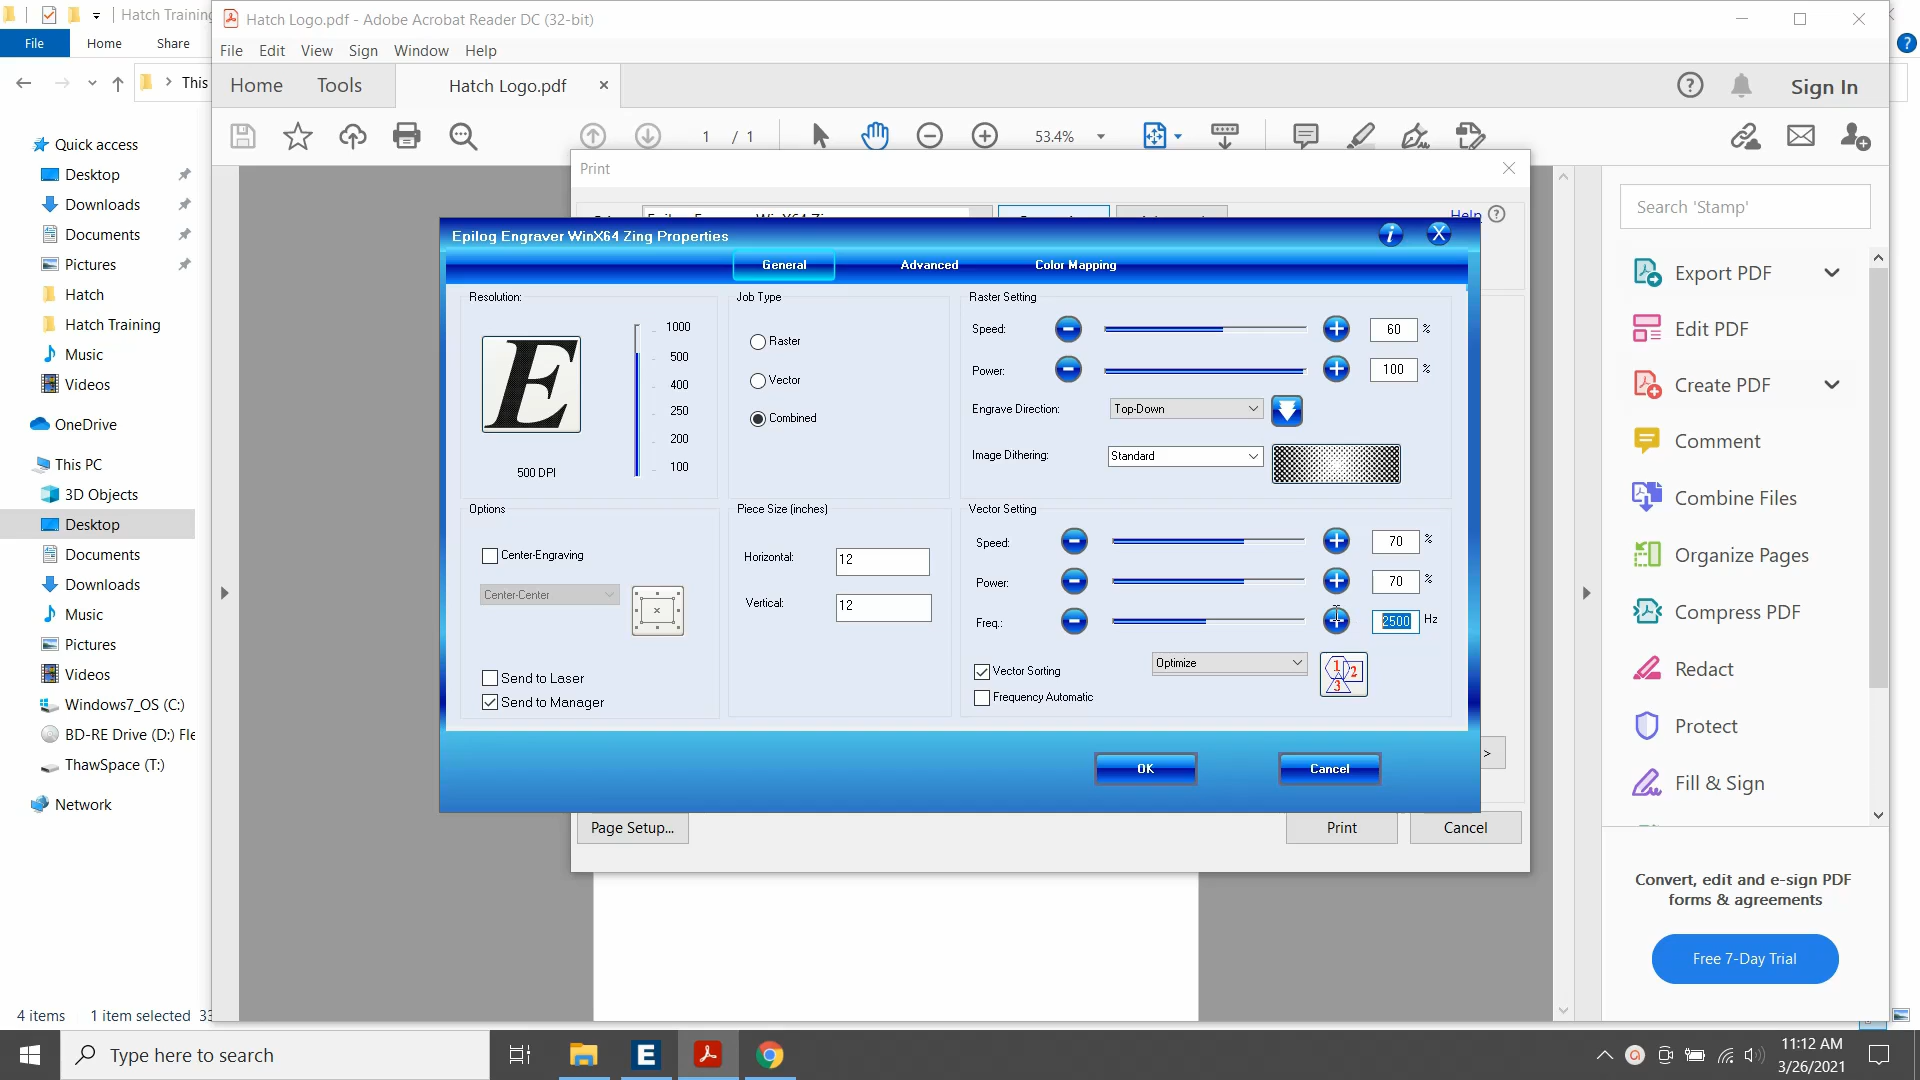 Hatch Training
File
Home
Share
This
Quick access
Desktop
Downloads
Documents
Pictures
Hatch
Hatch Training
Music
Videos
OneDrive
This PC
3D Objects
Desktop
Documents
Downloads
Music
Pictures
Videos
Windows7_OS (C:)
BD-RE Drive (D:) Fle
ThawSpace (T:)
Network
4 items 1 item selected 33
Hatch Logo.pdf - Adobe Acrobat Reader DC (32-bit)
File Edit View Sign Window Help
Home Tools Hatch Logo.pdf × Sign In
1 / 1 53.4%
Print
Help
Epilog Engraver WinX64 Zing Properties
General Advanced Color Mapping
Resolution:
E
500 DPI
1000
500
400
250
200
100
Job Type
Raster
Vector
Combined
Raster Setting
Speed: 60 %
Power: 100 %
Engrave Direction: Top-Down
Image Dithering: Standard
Options
Center-Engraving
Center-Center
Send to Laser
Send to Manager
Piece Size (inches)
Horizontal: 12
Vertical: 12
Vector Setting
Speed: 70 %
Power: 70 %
Freq.: 2500 Hz
Vector Sorting Optimize
1 2 3
Frequency Automatic
OK Cancel
>
Page Setup... Print Cancel
Search 'Stamp'
Export PDF
Edit PDF
Create PDF
Comment
Combine Files
Organize Pages
Compress PDF
Redact
Protect
Fill & Sign
Convert, edit and e-sign PDF
forms & agreements
Free 7-Day Trial
Type here to search
E
11:12 AM
3/26/2021